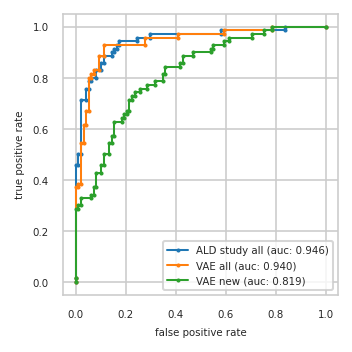 1.0
0.8
0.6
0.4
0.2
0.0
true positive rate
ALD study all (auc: 0.946)
VAE all (auc: 0.940)
VAE new (auc: 0.819)
0.0 0.2 0.4 0.6 0.8 1.0
false positive rate